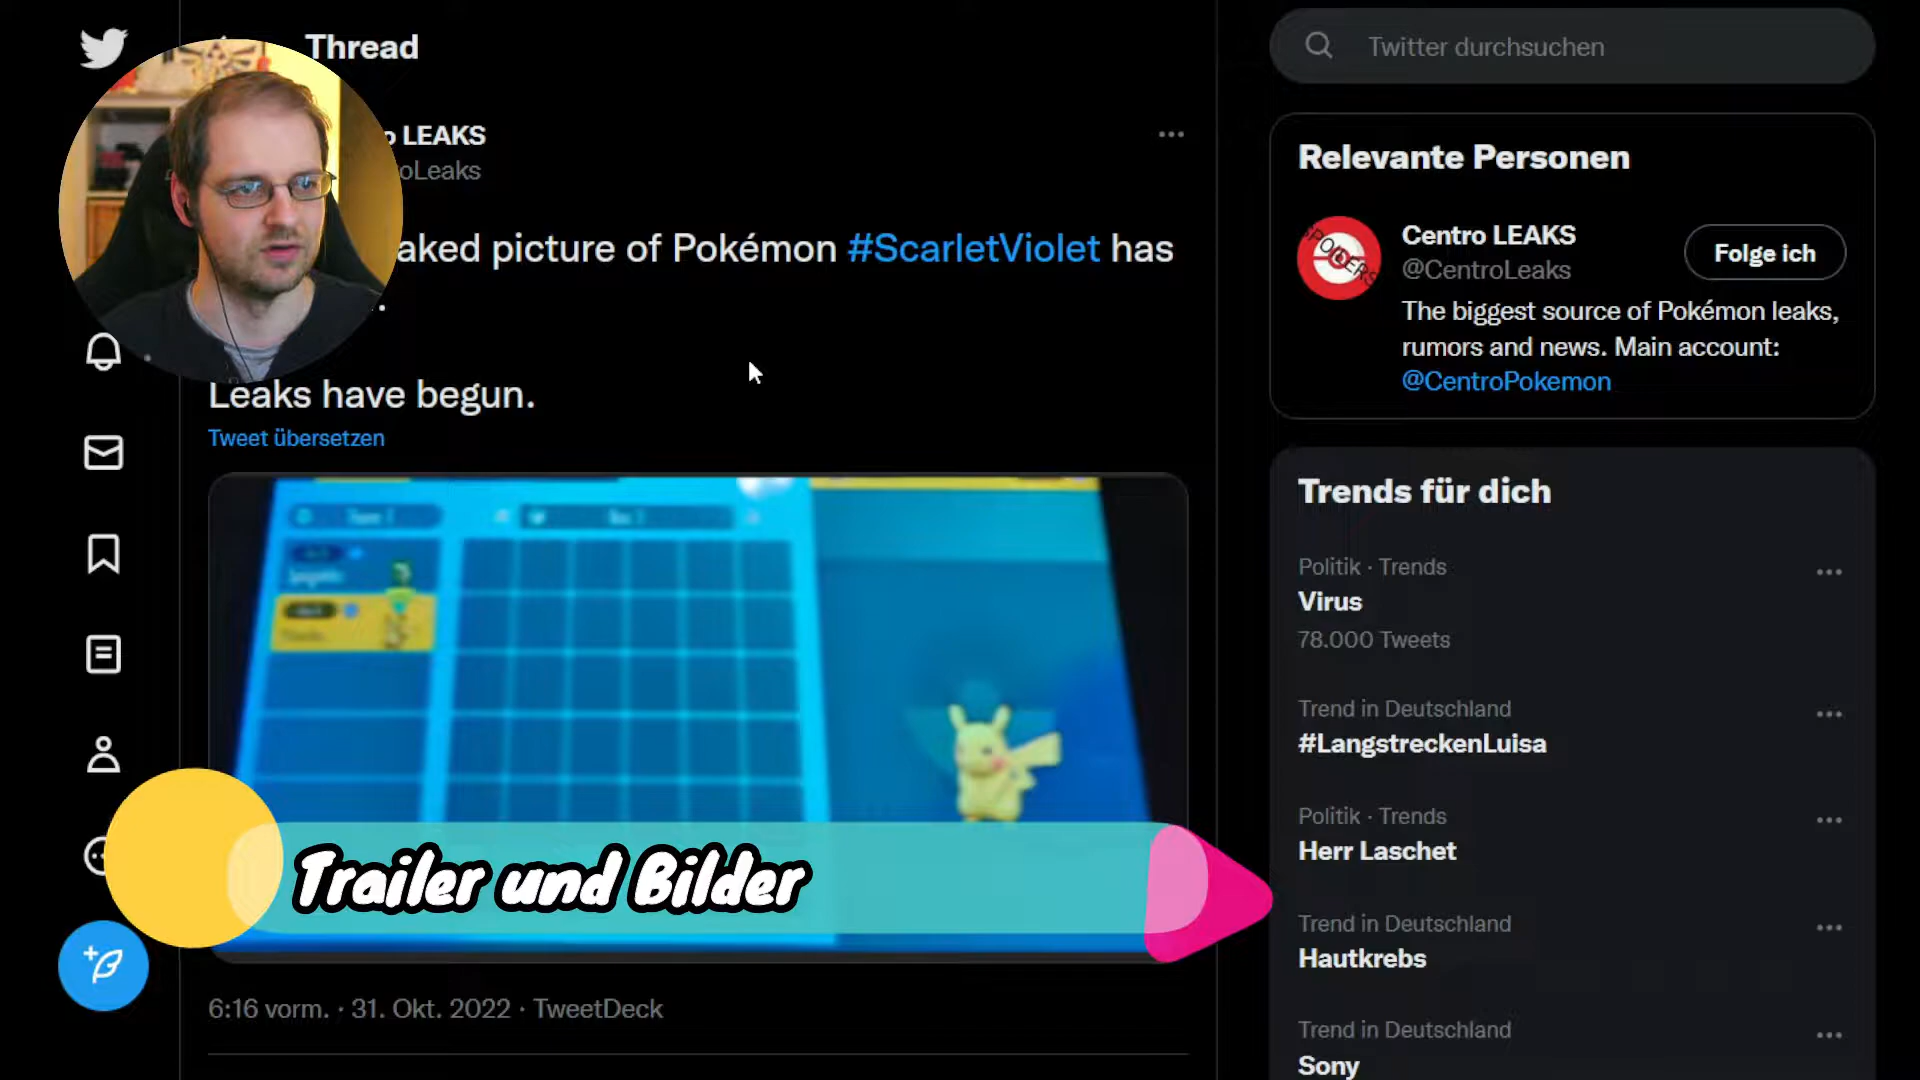 Thread
Twitter durchsuchen
o LEAKS
oLeaks
aked picture of Pokémon #ScarletViolet has
.
Leaks have begun.
Tweet übersetzen
Trailer und Bilder
6:16 vorm. · 31. Okt. 2022 · TweetDeck
Relevante Personen
SPOILERS
Centro LEAKS
@CentroLeaks
Folge ich
The biggest source of Pokémon leaks,
rumors and news. Main account:
@CentroPokemon
Trends für dich
Politik · Trends
Virus
78.000 Tweets
Trend in Deutschland
#LangstreckenLuisa
Politik · Trends
Herr Laschet
Trend in Deutschland
Hautkrebs
Trend in Deutschland
Sony